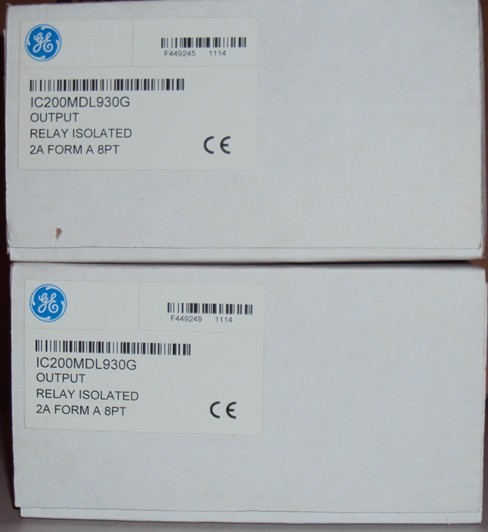 GE
F449245 1114
IC200MDL930G
OUTPUT
RELAY ISOLATED
2A FORM A 8PT
CE
GE
F449249 1114
IC200MDL930G
OUTPUT
RELAY ISOLATED
2A FORM A 8PT
CE